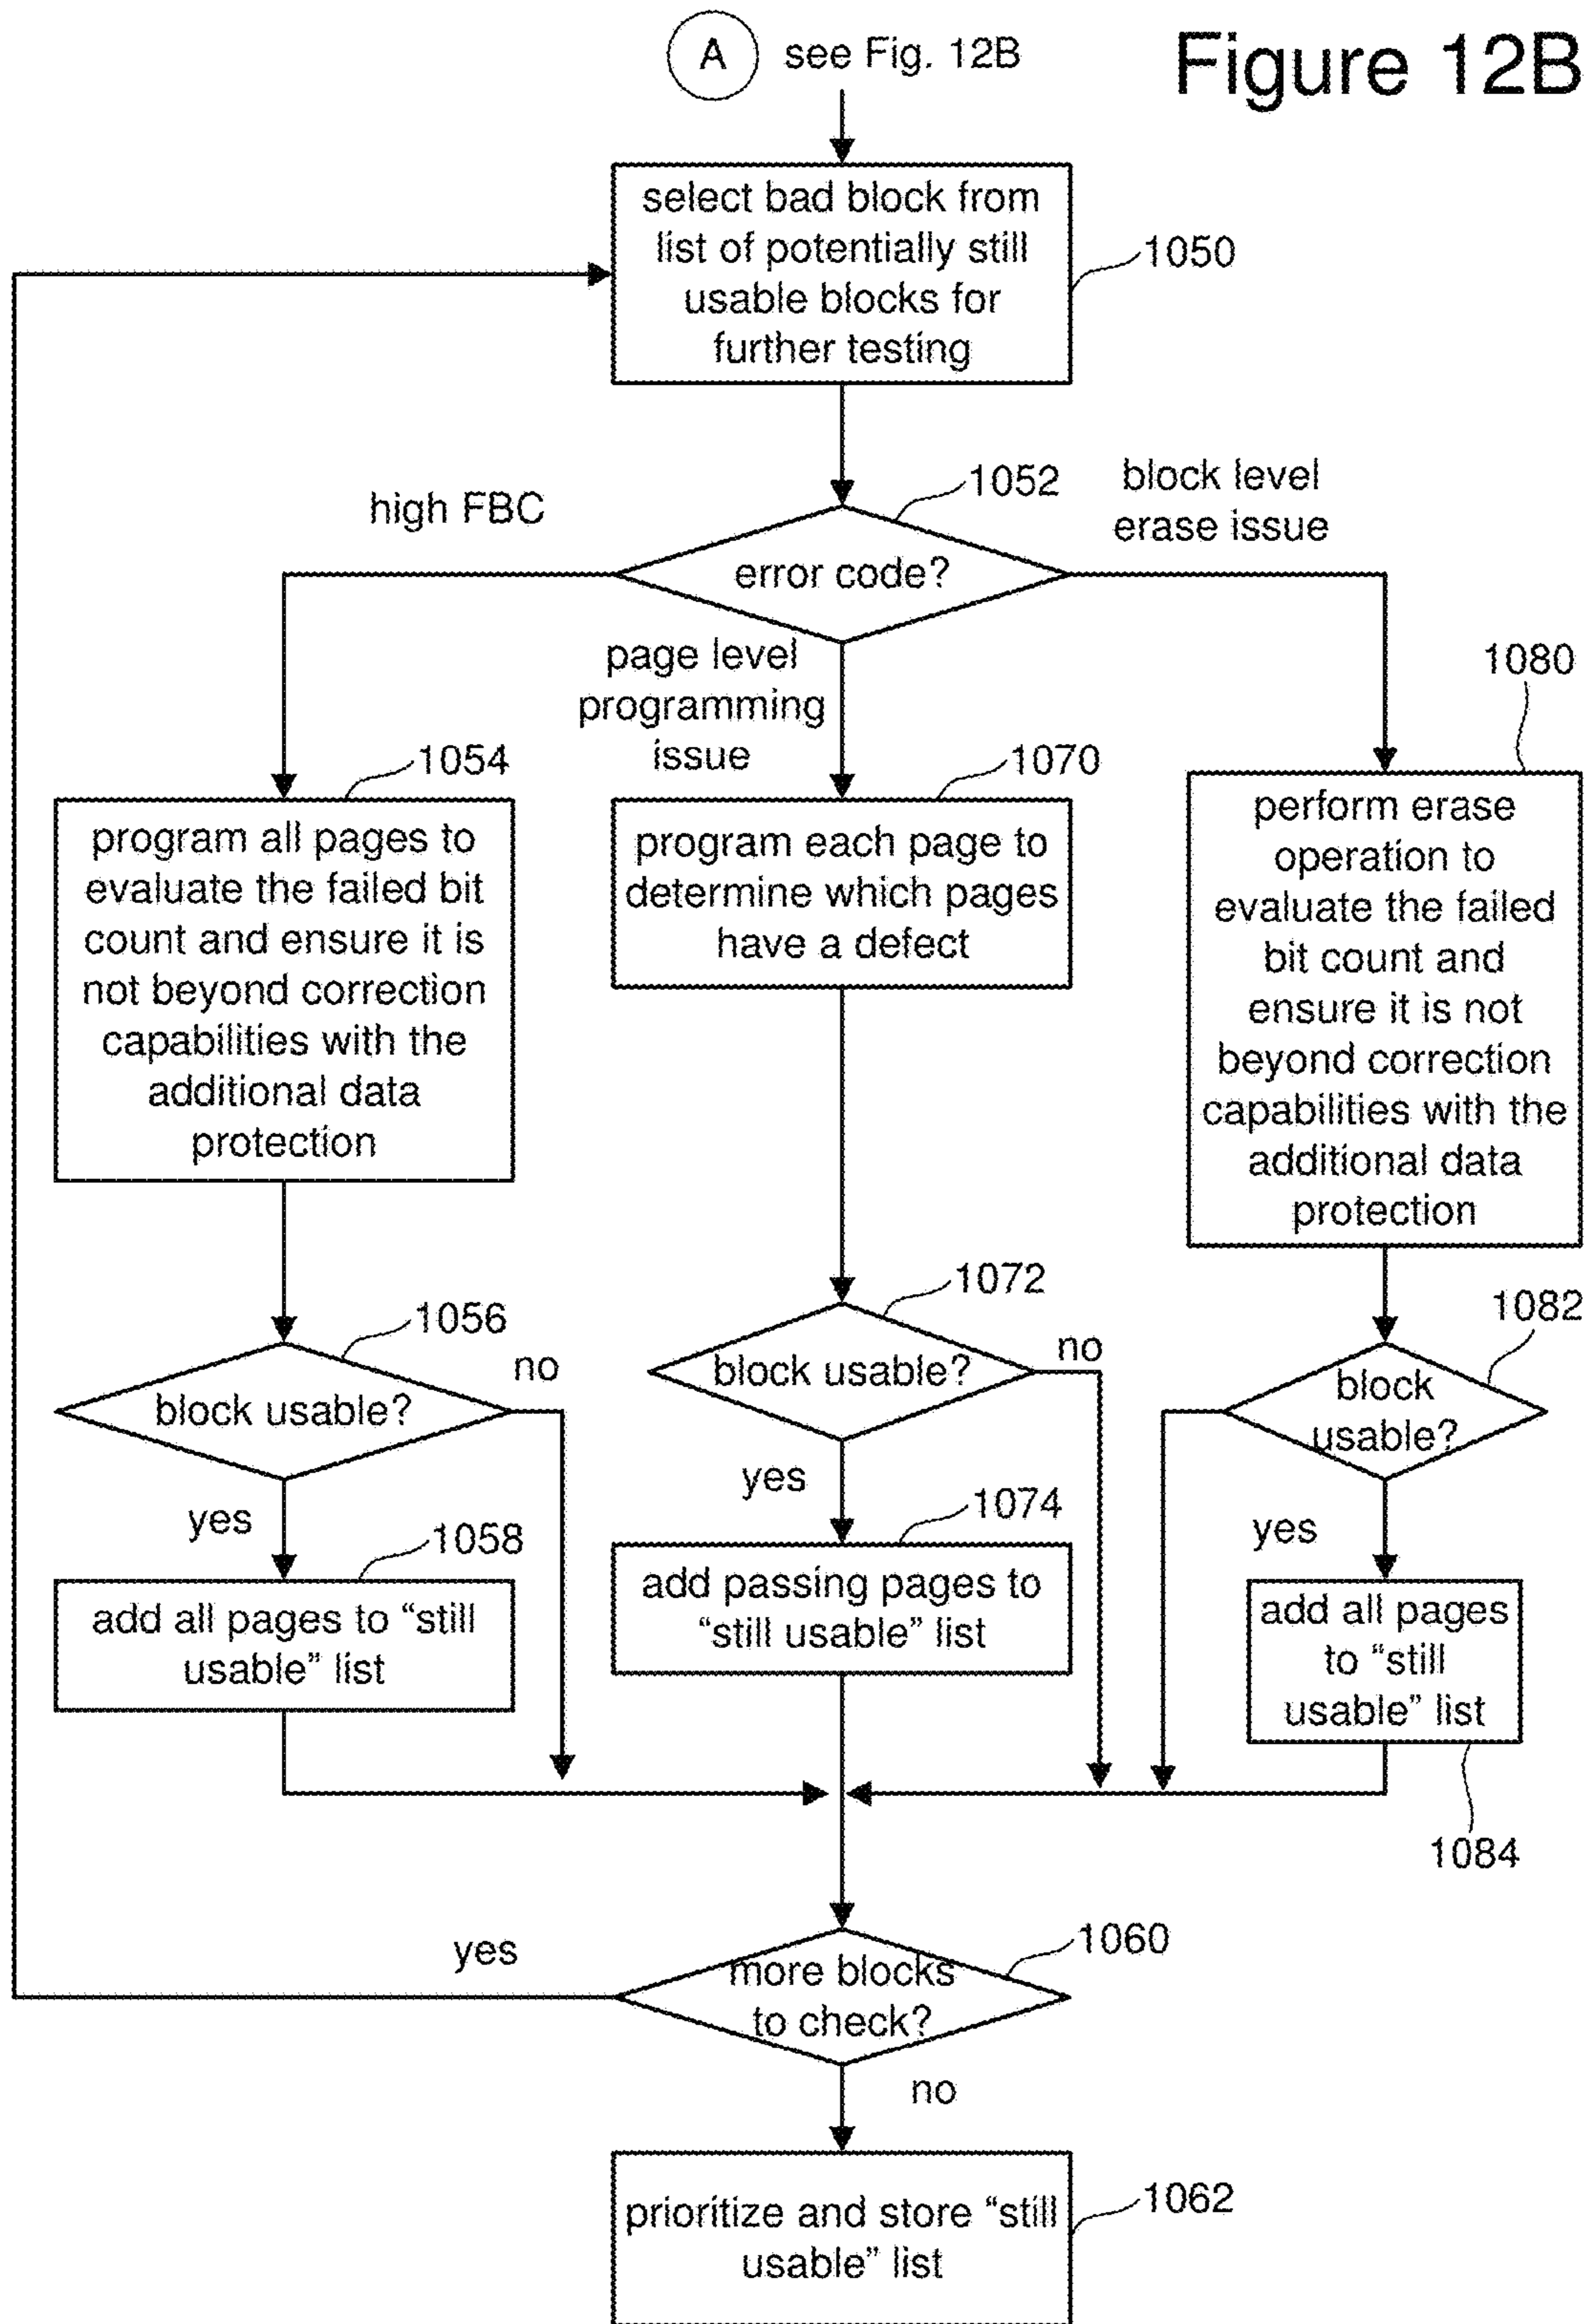 A see Fig. 12B
Figure 12B
select bad block from
list of potentially still
usable blocks for
further testing
1050
high FBC
1052
block level
erase issue
error code?
page level
programming
issue
1054
program all pages to
evaluate the failed bit
count and ensure it is
not beyond correction
capabilities with the
additional data
protection
1070
program each page to
determine which pages
have a defect
1080
perform erase
operation to
evaluate the failed
bit count and
ensure it is not
beyond correction
capabilities with the
additional data
protection
1056
block usable?
no
yes
1058
add all pages to “still
usable” list
1072
block usable?
no
yes
1074
add passing pages to
“still usable” list
1082
block
usable?
yes
add all pages
to “still
usable” list
1084
1060
more blocks
to check?
yes
no
1062
prioritize and store “still
usable” list